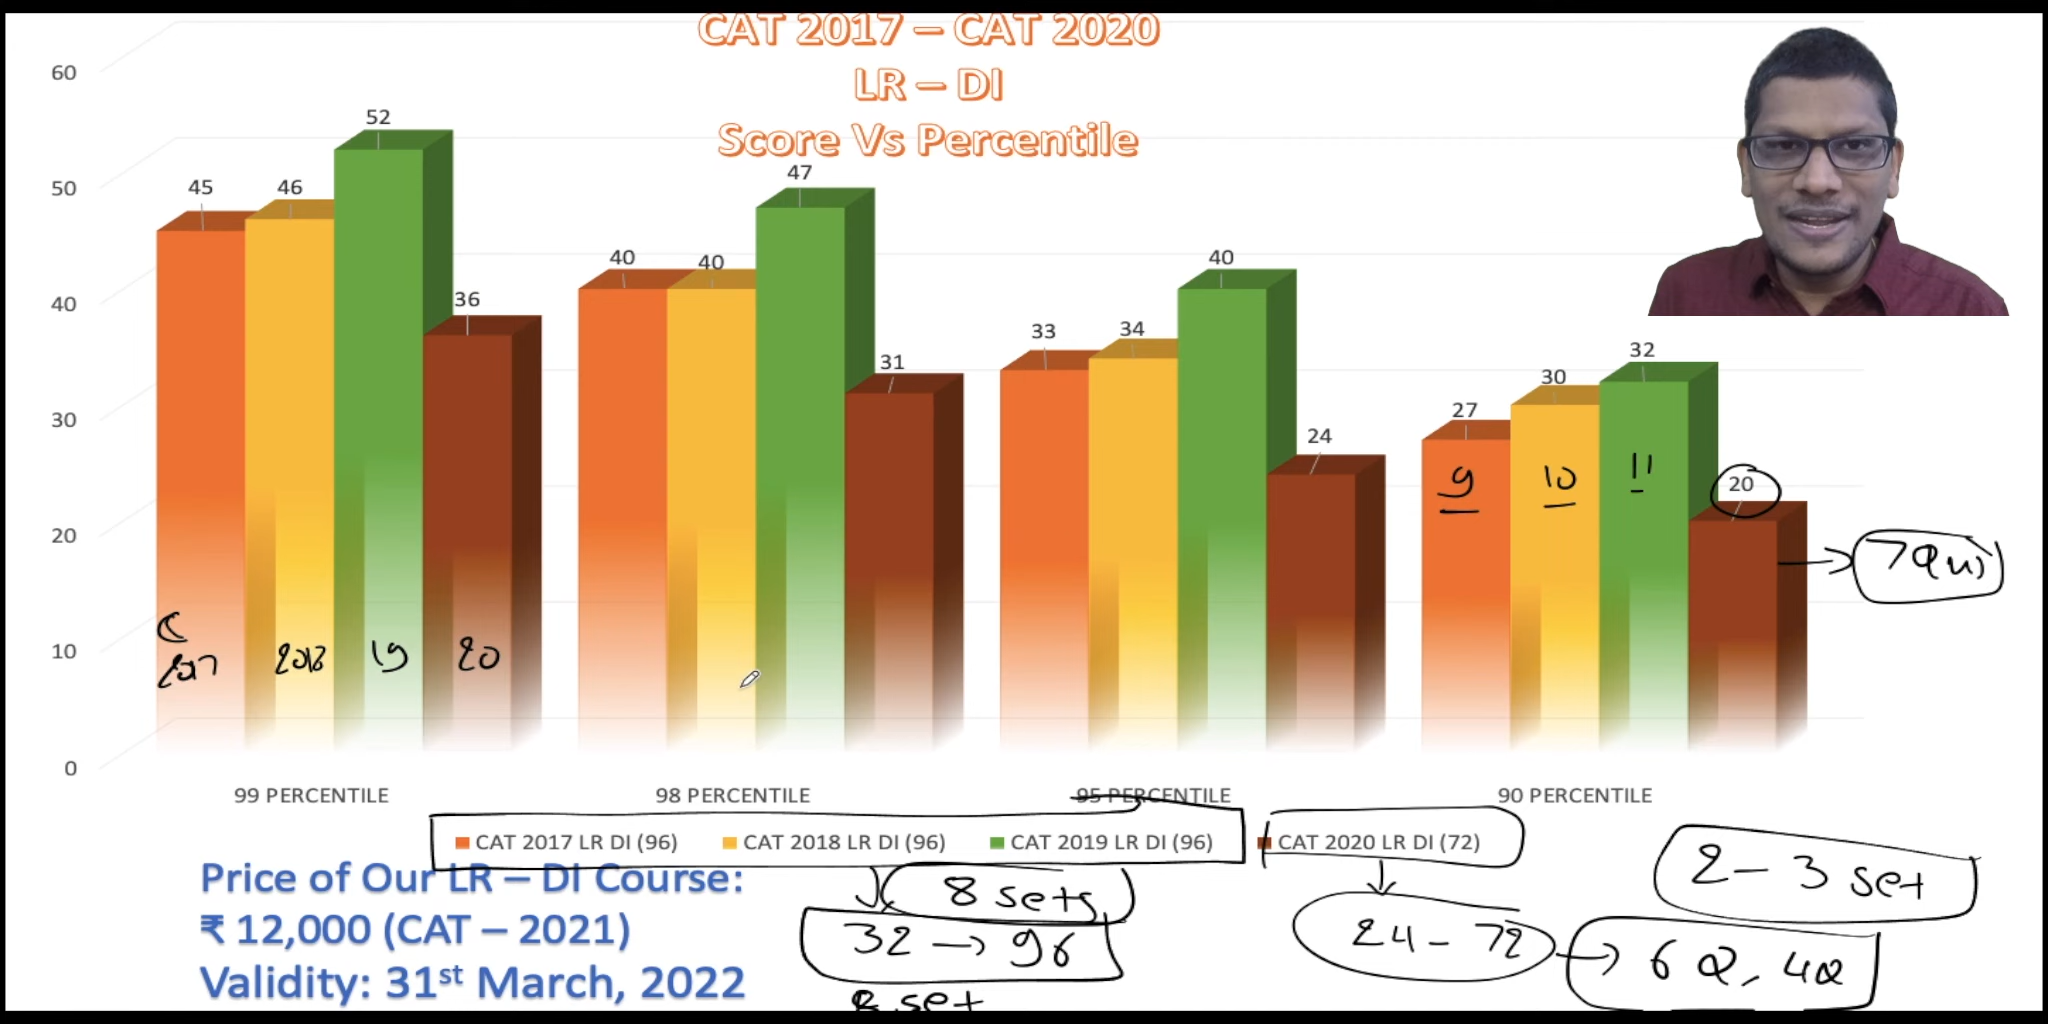 CAT 2017 – CAT 2020
LR – DI
Score Vs Percentile
60
50
40
30
20
10
0
45
46
52
36
40
40
47
31
33
34
40
24
27
30
32
20
9
10
11
7
2017
2018
19
20
99 PERCENTILE
98 PERCENTILE
95 PERCENTILE
90 PERCENTILE
CAT 2017 LR DI (96)
CAT 2018 LR DI (96)
CAT 2019 LR DI (96)
CAT 2020 LR DI (72)
Price of Our LR – DI Course:
₹ 12,000 (CAT – 2021)
Validity: 31st March, 2022
8 sets
32 → 96
8 set
24 – 72
→ 6 Q, 4Q
2 – 3 set